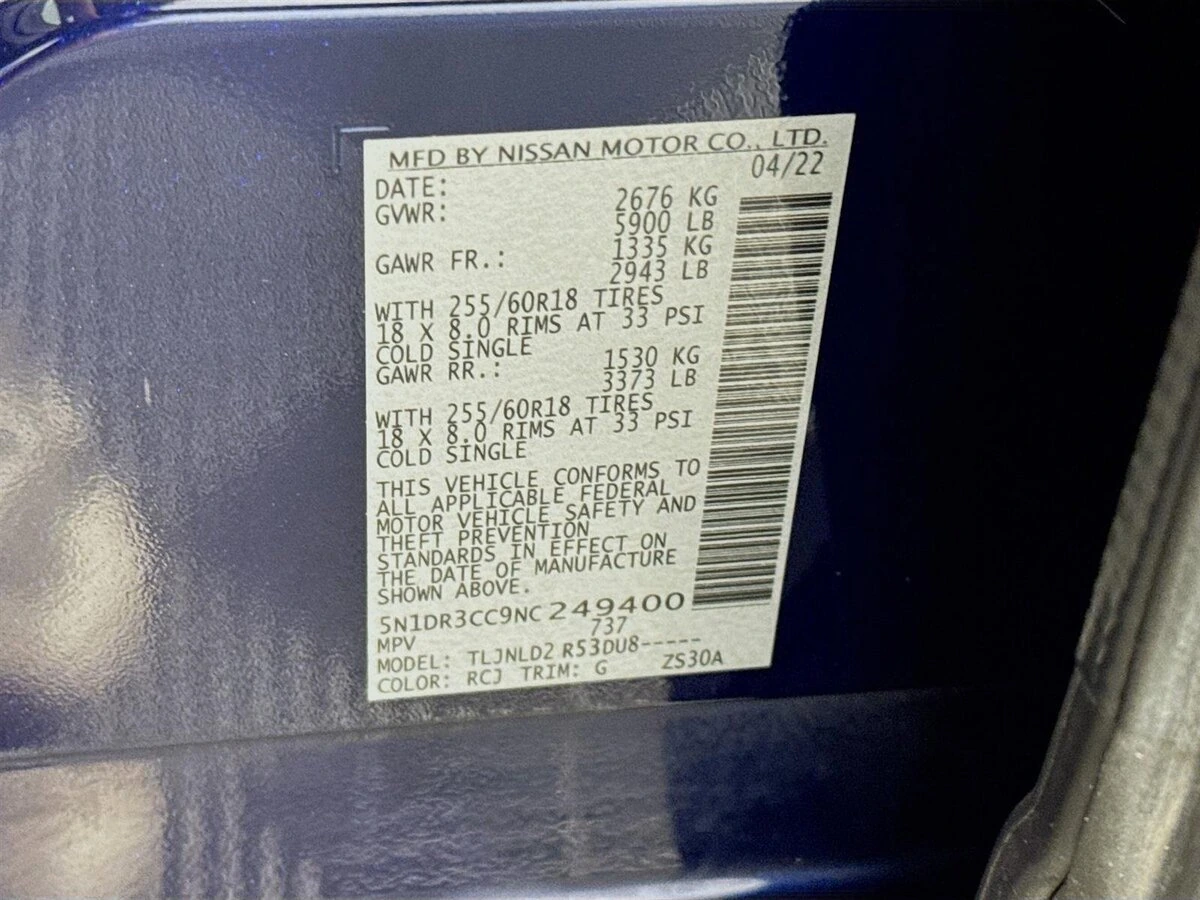 MFD BY NISSAN MOTOR CO., LTD.
DATE: 04/22
GVWR: 2676 KG
5900 LB
GAWR FR.: 1335 KG
2943 LB
WITH 255/60R18 TIRES
18 X 8.0 RIMS AT 33 PSI
COLD SINGLE
GAWR RR.: 1530 KG
3373 LB
WITH 255/60R18 TIRES
18 X 8.0 RIMS AT 33 PSI
COLD SINGLE
THIS VEHICLE CONFORMS TO
ALL APPLICABLE FEDERAL
MOTOR VEHICLE SAFETY AND
THEFT PREVENTION
STANDARDS IN EFFECT ON
THE DATE OF MANUFACTURE
SHOWN ABOVE.
5N1DR3CC9NC249400
MPV 737
MODEL: TLJNLD2 R53DU8-----
COLOR: RCJ TRIM: G ZS30A